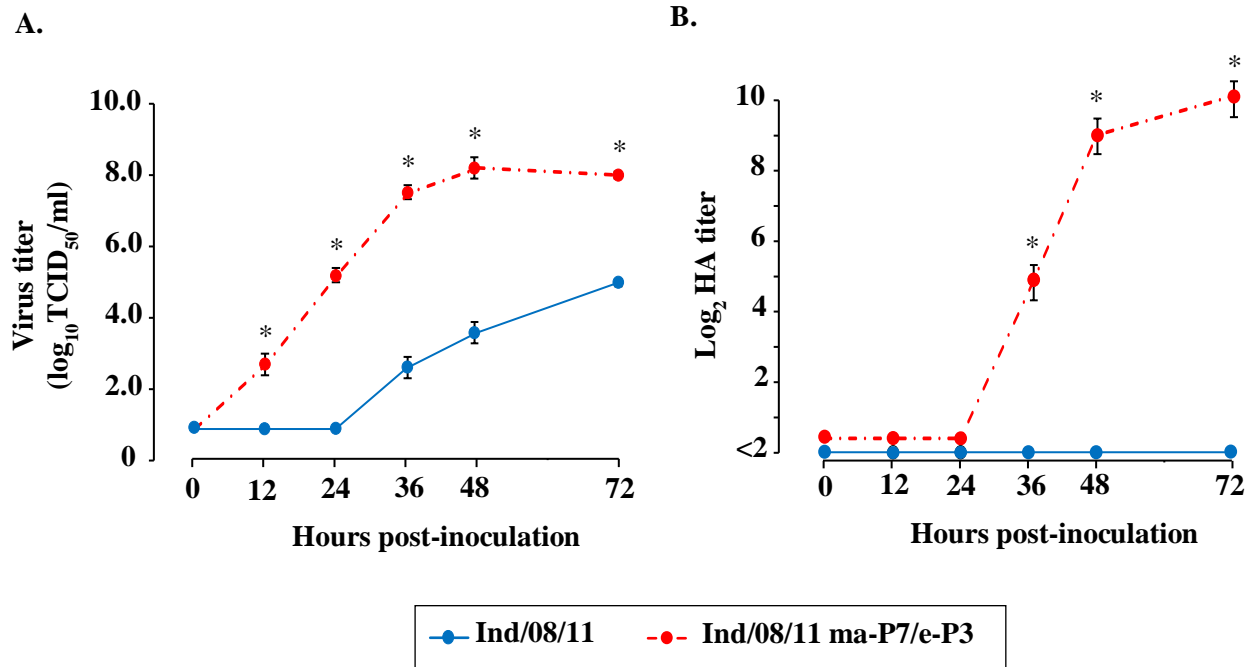 A.
Virus titer
(log10TCID50/ml)
10.0
8.0
6.0
4.0
2.0
0
*
*
*
*
*
0 12 24 36 48 72
Hours post-inoculation
B.
Log2 HA titer
10
8
6
4
2
<2
*
*
*
0 12 24 36 48 72
Hours post-inoculation
Ind/08/11
Ind/08/11 ma-P7/e-P3